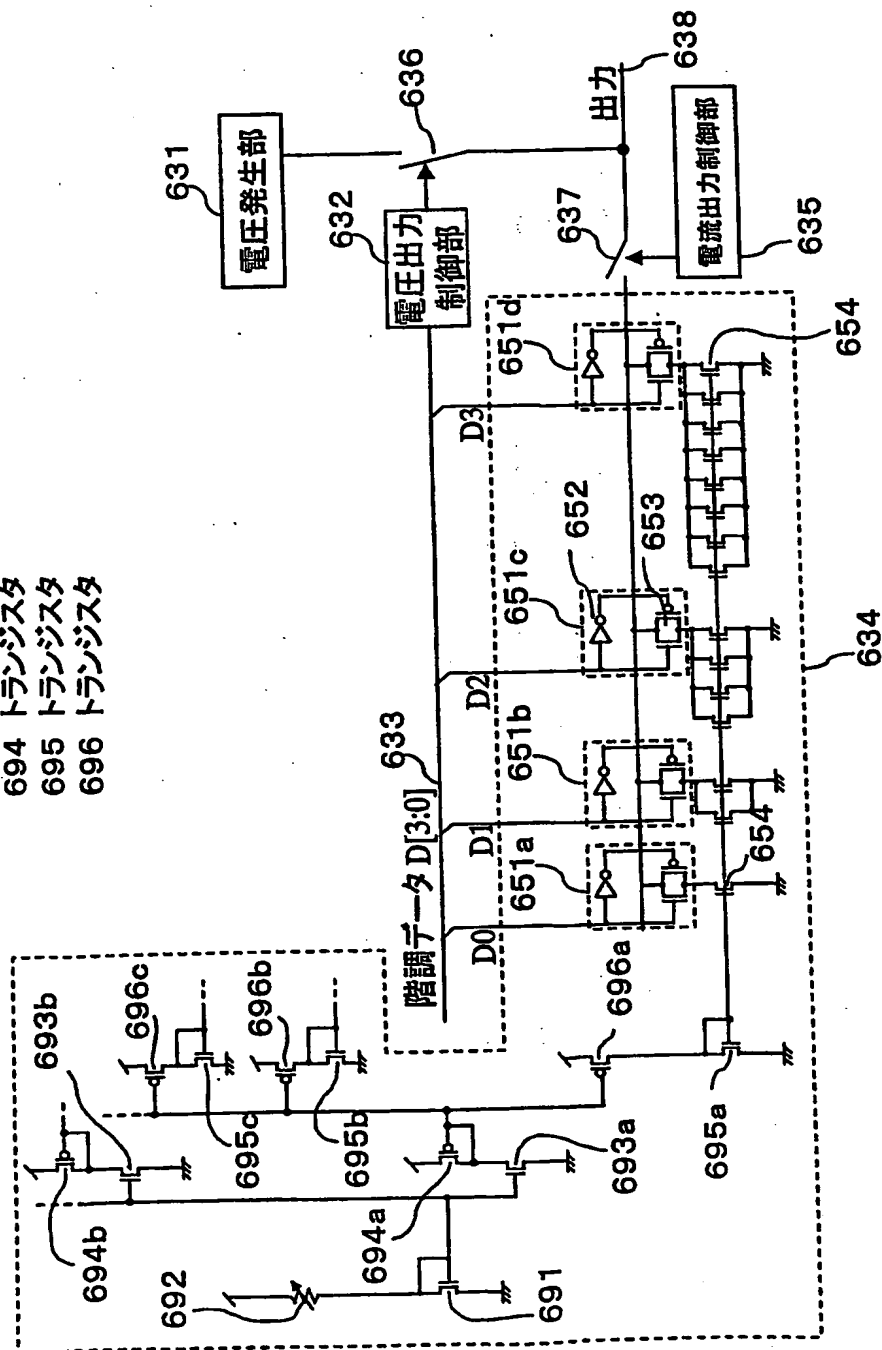 694 トランジスタ
695 トランジスタ
696 トランジスタ
631
電圧発生部
636
632
電圧出力
制御部
出力
638
637
電流出力制御部
635
633
階調データ D[3:0]
D0
D1
D2
D3
651a
651b
651c
651d
652
653
654
654
634
693b
696c
696b
694b
695c
695b
696a
692
694a
693a
695a
691